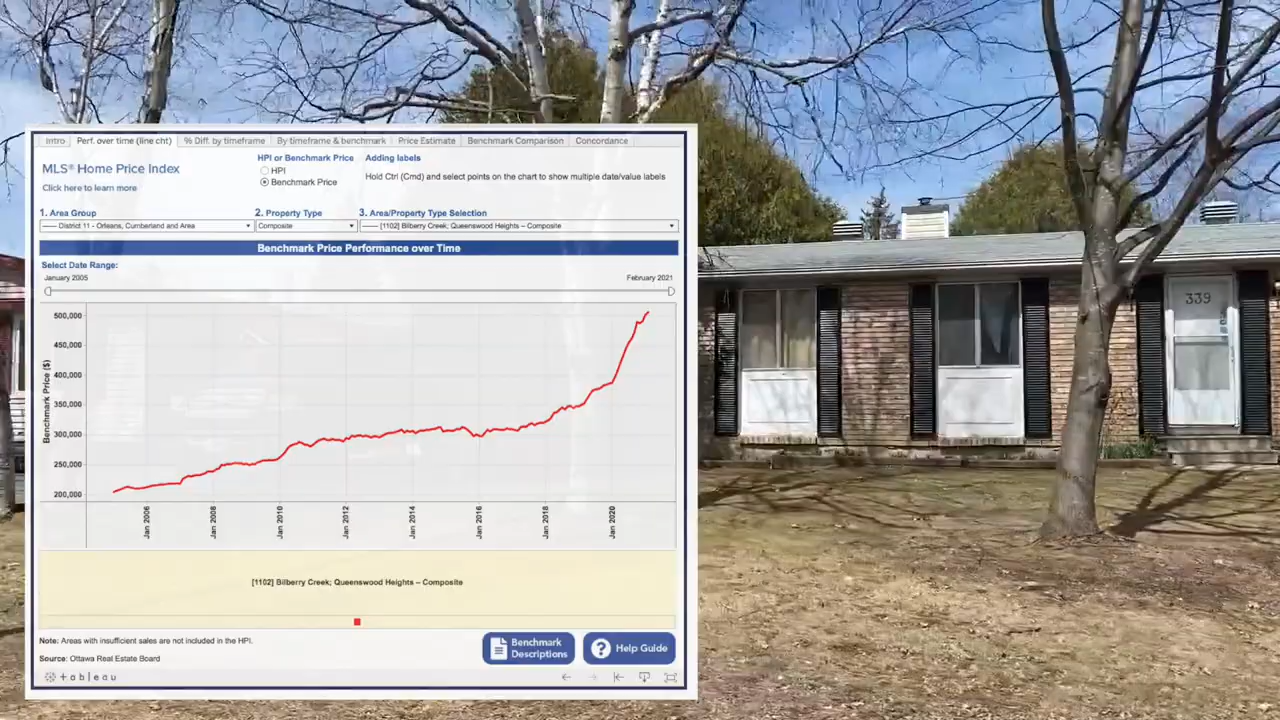 Intro Perf. over time (line cht) % Diff. by timeframe By timeframe & benchmark Price Estimate Benchmark Comparison Concordance
MLS® Home Price Index
Click here to learn more
HPI or Benchmark Price
HPI
Benchmark Price
Adding labels
Hold Ctrl (Cmd) and select points on the chart to show multiple date/value labels
1. Area Group 2. Property Type 3. Area/Property Type Selection
District 11 - Orleans, Cumberland and Area Composite [1102] Bilberry Creek; Queenswood Heights – Composite
Benchmark Price Performance over Time
Select Date Range:
January 2005 February 2021
Benchmark Price ($)
500,000
450,000
400,000
350,000
300,000
250,000
200,000
Jan 2006 Jan 2008 Jan 2010 Jan 2012 Jan 2014 Jan 2016 Jan 2018 Jan 2020
[1102] Bilberry Creek; Queenswood Heights – Composite
Note: Areas with insufficient sales are not included in the HPI.
Source: Ottawa Real Estate Board
Benchmark
Descriptions
Help Guide
+ a b l e a u
339